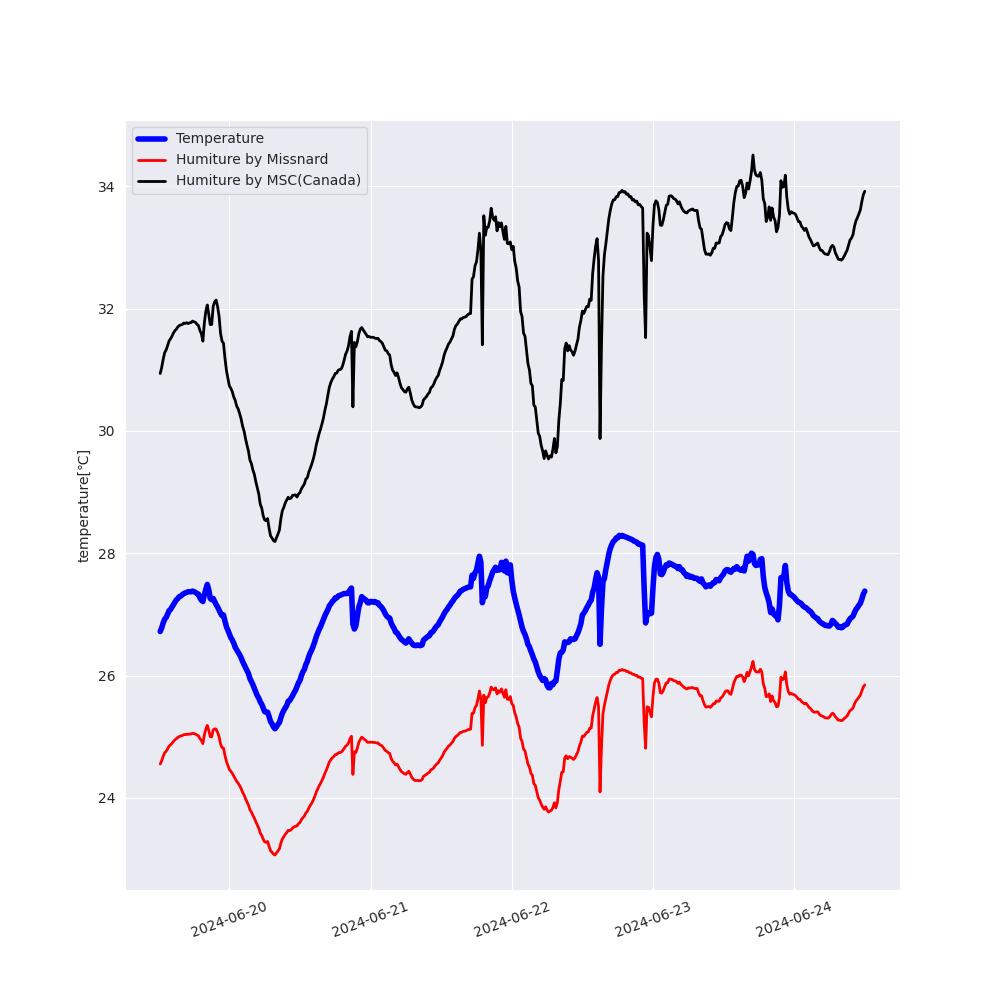 Temperature
Humiture by Missnard
Humiture by MSC(Canada)
34
32
30
28
26
24
temperature[℃]
2024-06-20
2024-06-21
2024-06-22
2024-06-23
2024-06-24